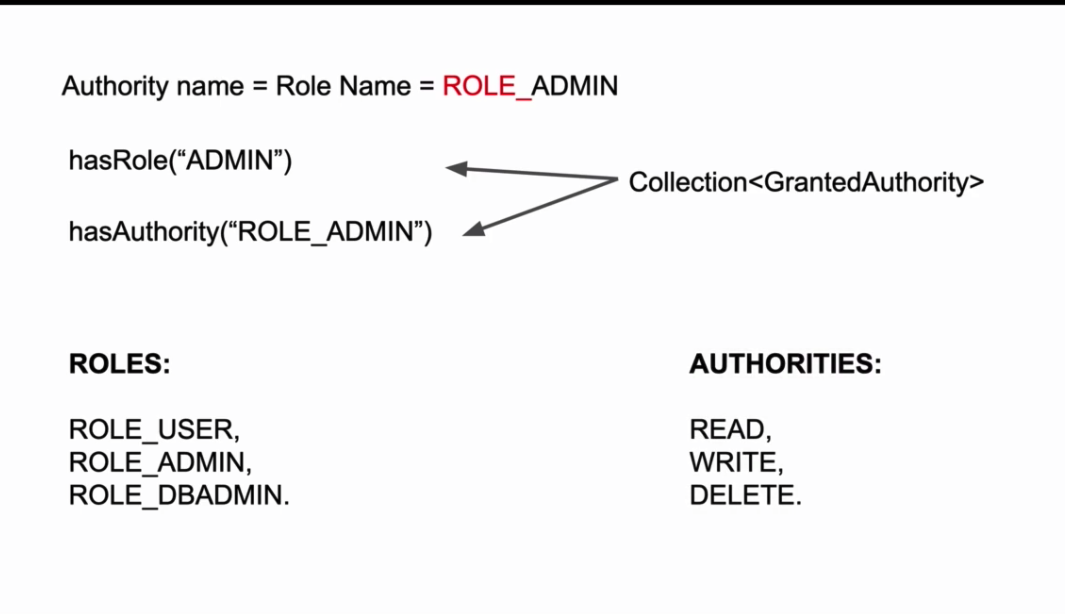 Authority name = Role Name = ROLE_ADMIN
hasRole(“ADMIN”)
Collection<GrantedAuthority>
hasAuthority(“ROLE_ADMIN”)
ROLES:
ROLE_USER,
ROLE_ADMIN,
ROLE_DBADMIN.
AUTHORITIES:
READ,
WRITE,
DELETE.